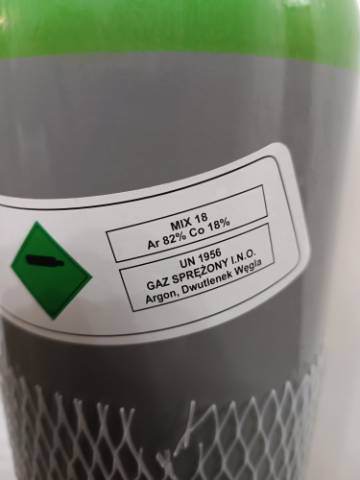 MIX 18
Ar 82% Co 18%
UN 1956
GAZ SPRĘŻONY I.N.O.
Argon, Dwutlenek Węgla